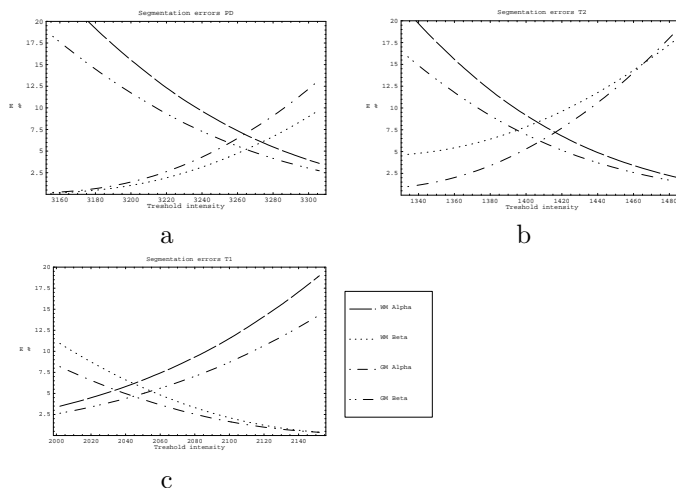 Segmentation errors PD
20
17.5
15
12.5
M %
10
7.5
5
2.5
3160 3180 3200 3220 3240 3260 3280 3300
Treshold intensity
a
Segmentation errors T2
20
17.5
15
12.5
M %
10
7.5
5
2.5
1340 1360 1380 1400 1420 1440 1460 1480
Treshold intensity
b
Segmentation errors T1
20
17.5
15
12.5
M %
10
7.5
5
2.5
2000 2020 2040 2060 2080 2100 2120 2140
Treshold intensity
c
WM Alpha
WM Beta
GM Alpha
GM Beta